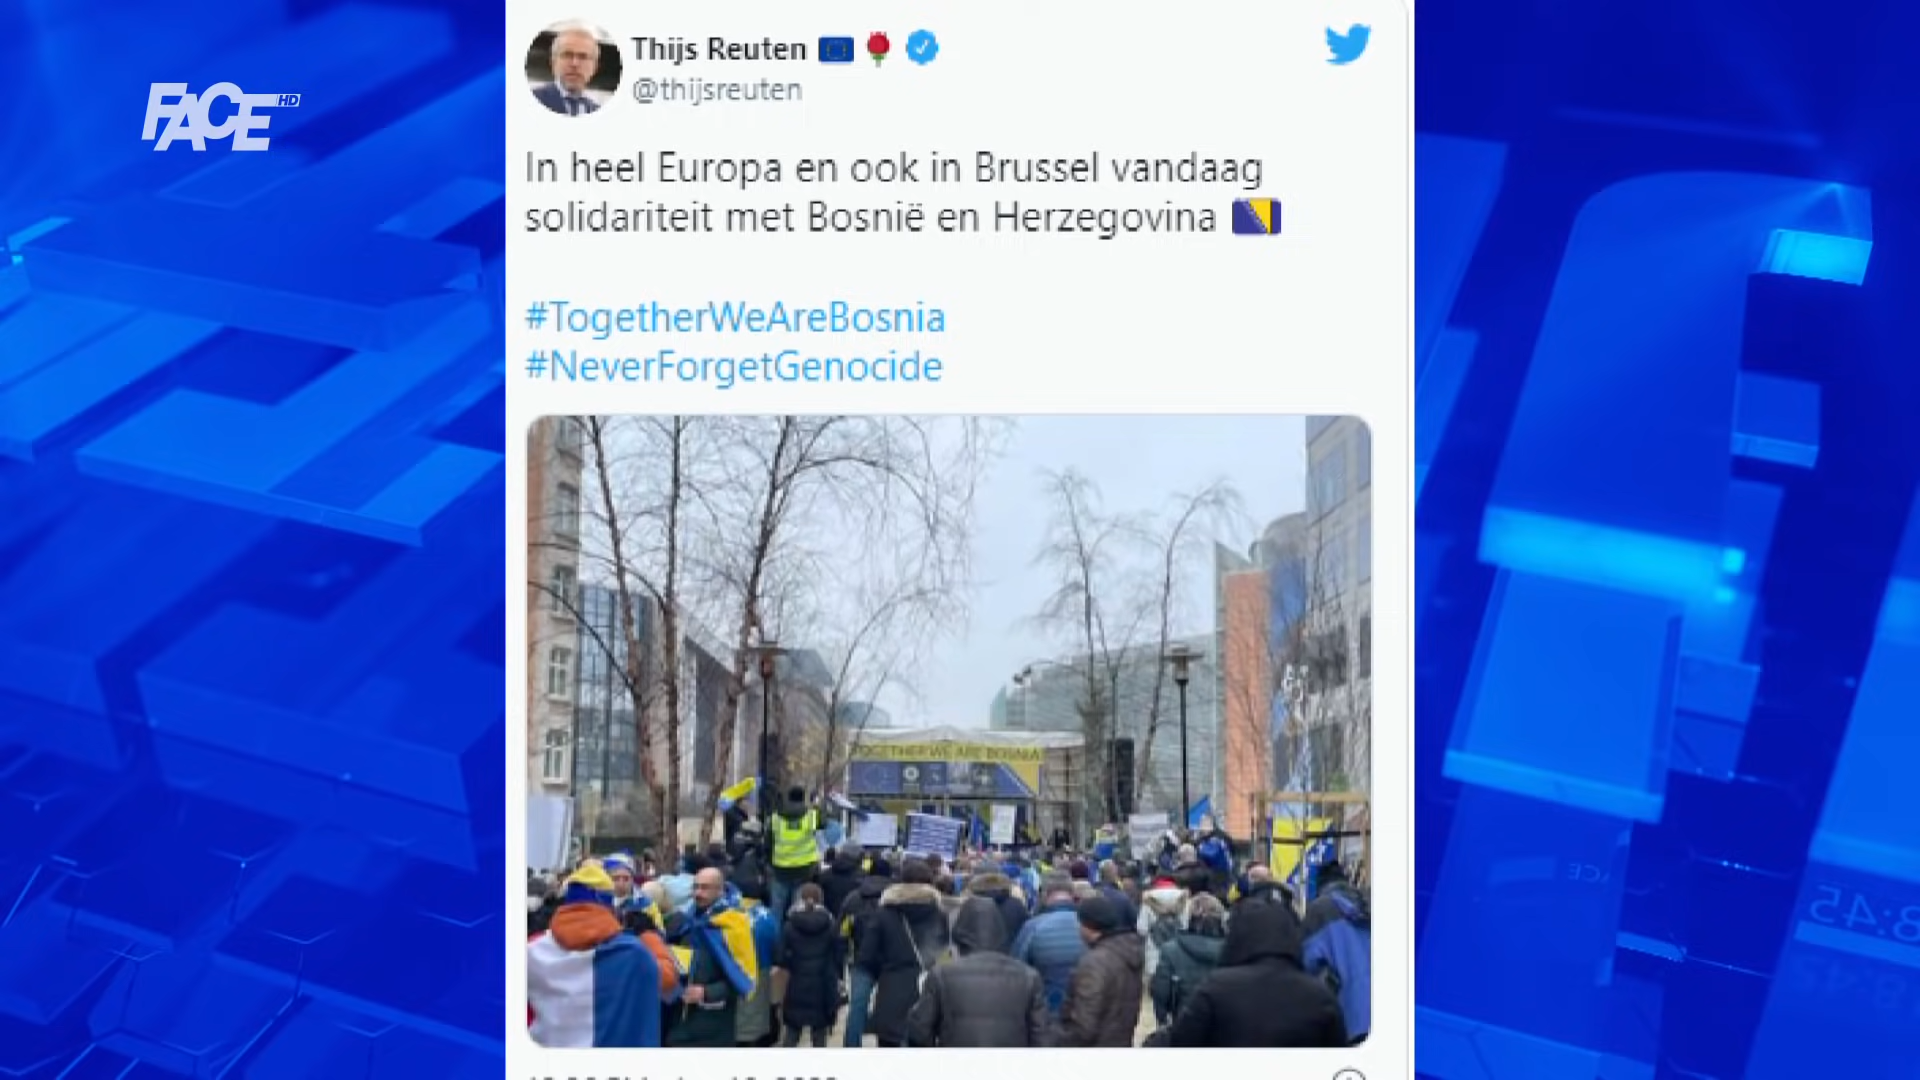 FACE HD
Thijs Reuten
@thijsreuten
In heel Europa en ook in Brussel vandaag
solidariteit met Bosnië en Herzegovina
#TogetherWeAreBosnia
#NeverForgetGenocide
TOGETHER WE ARE BOSNIA